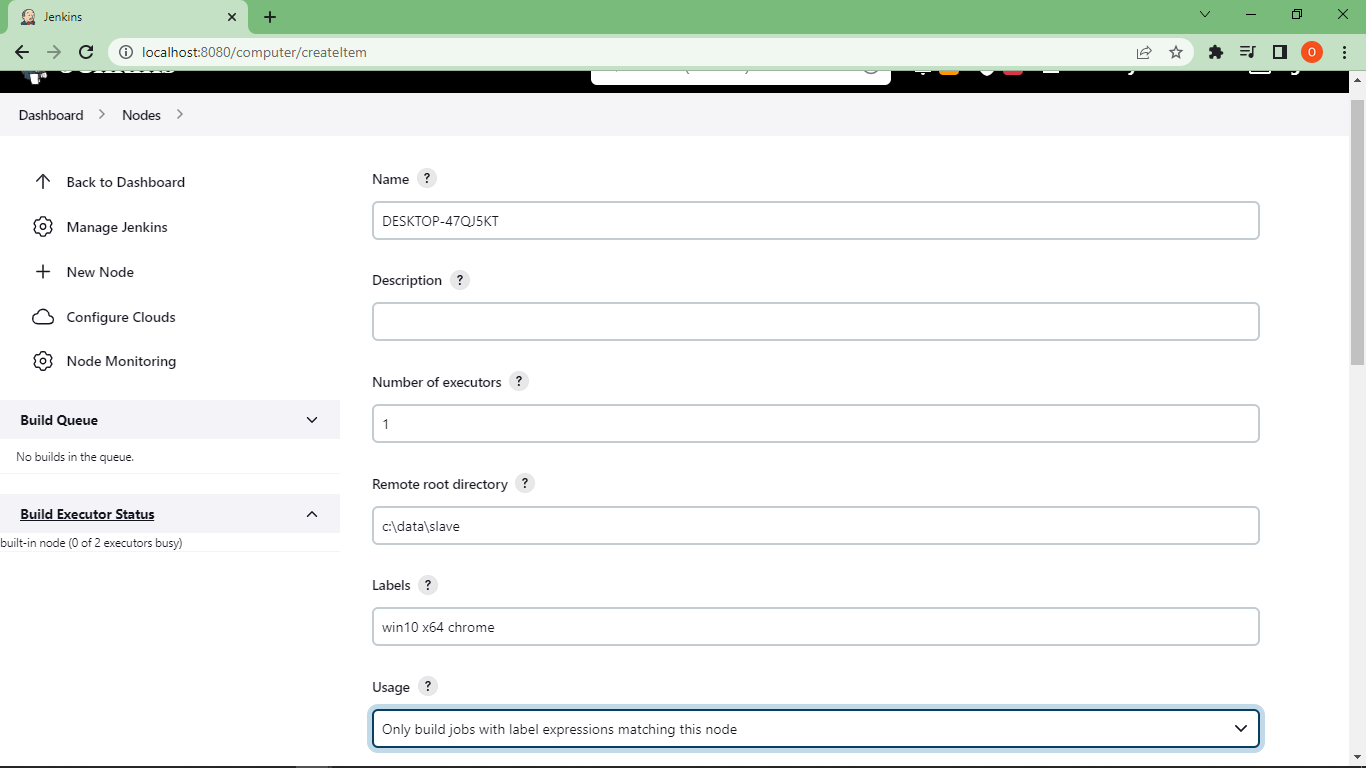 Jenkins
localhost:8080/computer/createItem
O
Dashboard
Nodes
Back to Dashboard
Manage Jenkins
New Node
Configure Clouds
Node Monitoring
Build Queue
No builds in the queue.
Build Executor Status
built-in node (0 of 2 executors busy)
Name ?
DESKTOP-47QJ5KT
Description ?
Number of executors ?
1
Remote root directory ?
c:\data\slave
Labels ?
win10 x64 chrome
Usage ?
Only build jobs with label expressions matching this node